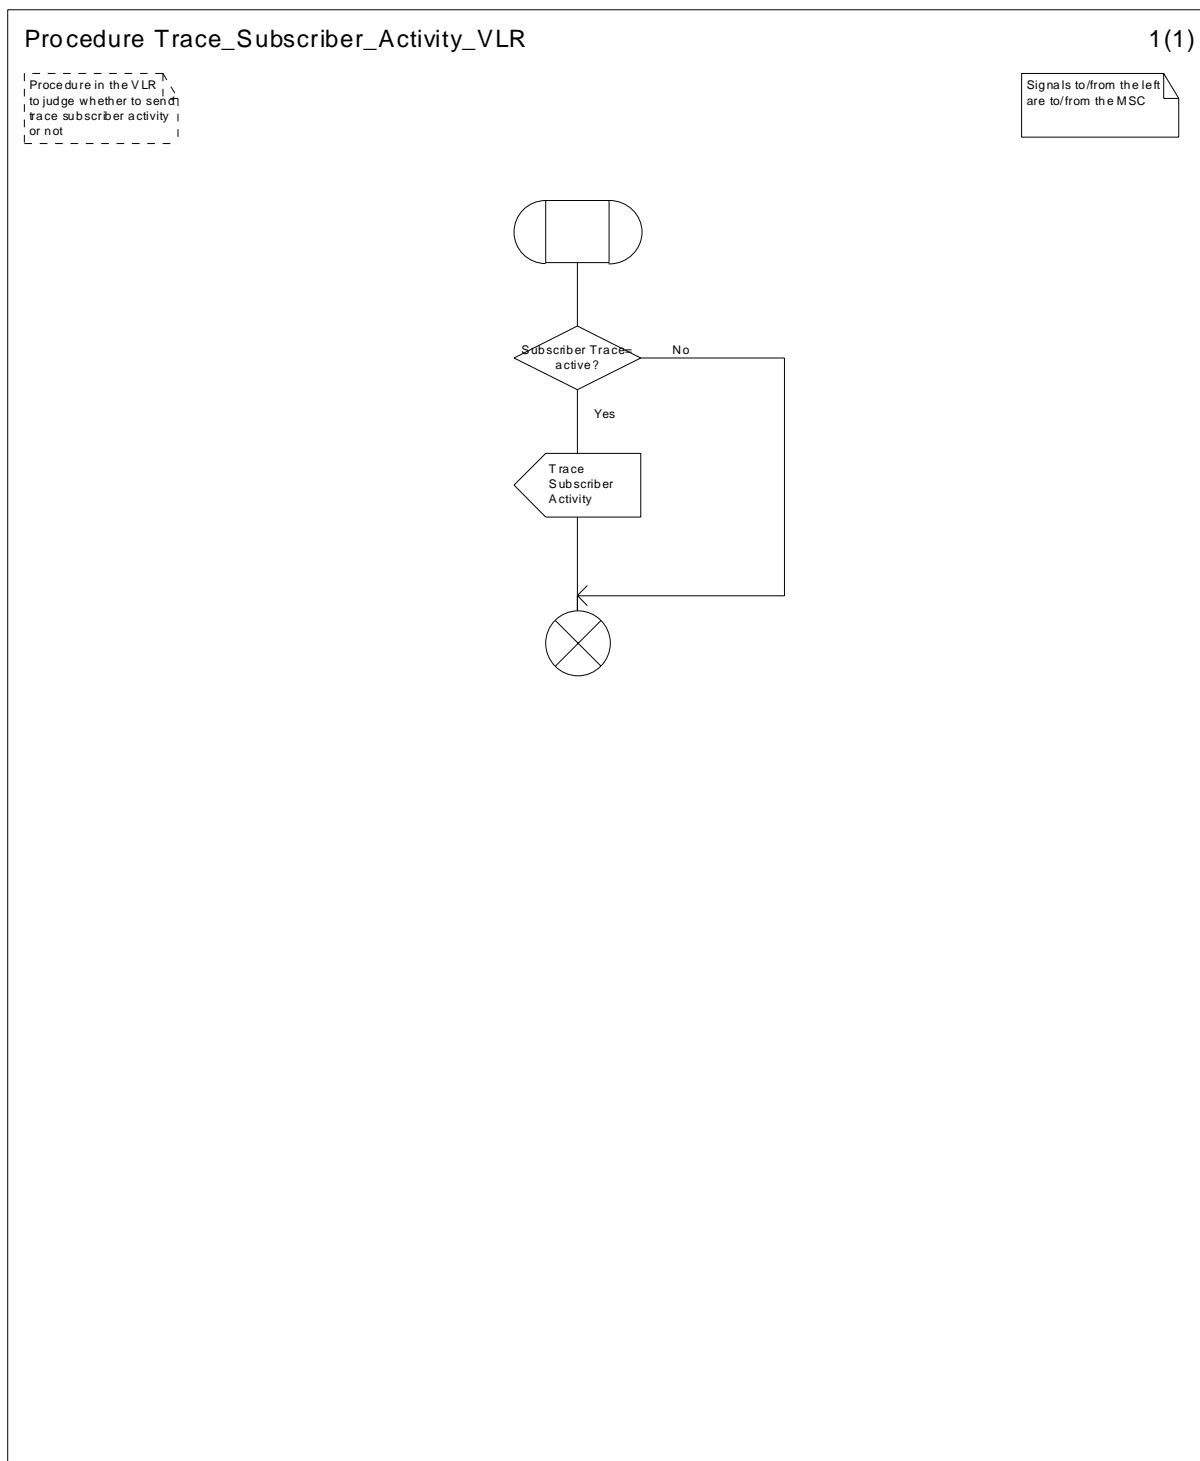 Procedure Trace_Subscriber_Activity_VLR
1(1)
Procedure in the VLR
to judge whether to send
trace subscriber activity
or not
Signals to/from the left
are to/from the MSC
Subscriber Trace=
active?
No
Yes
Trace
Subscriber
Activity